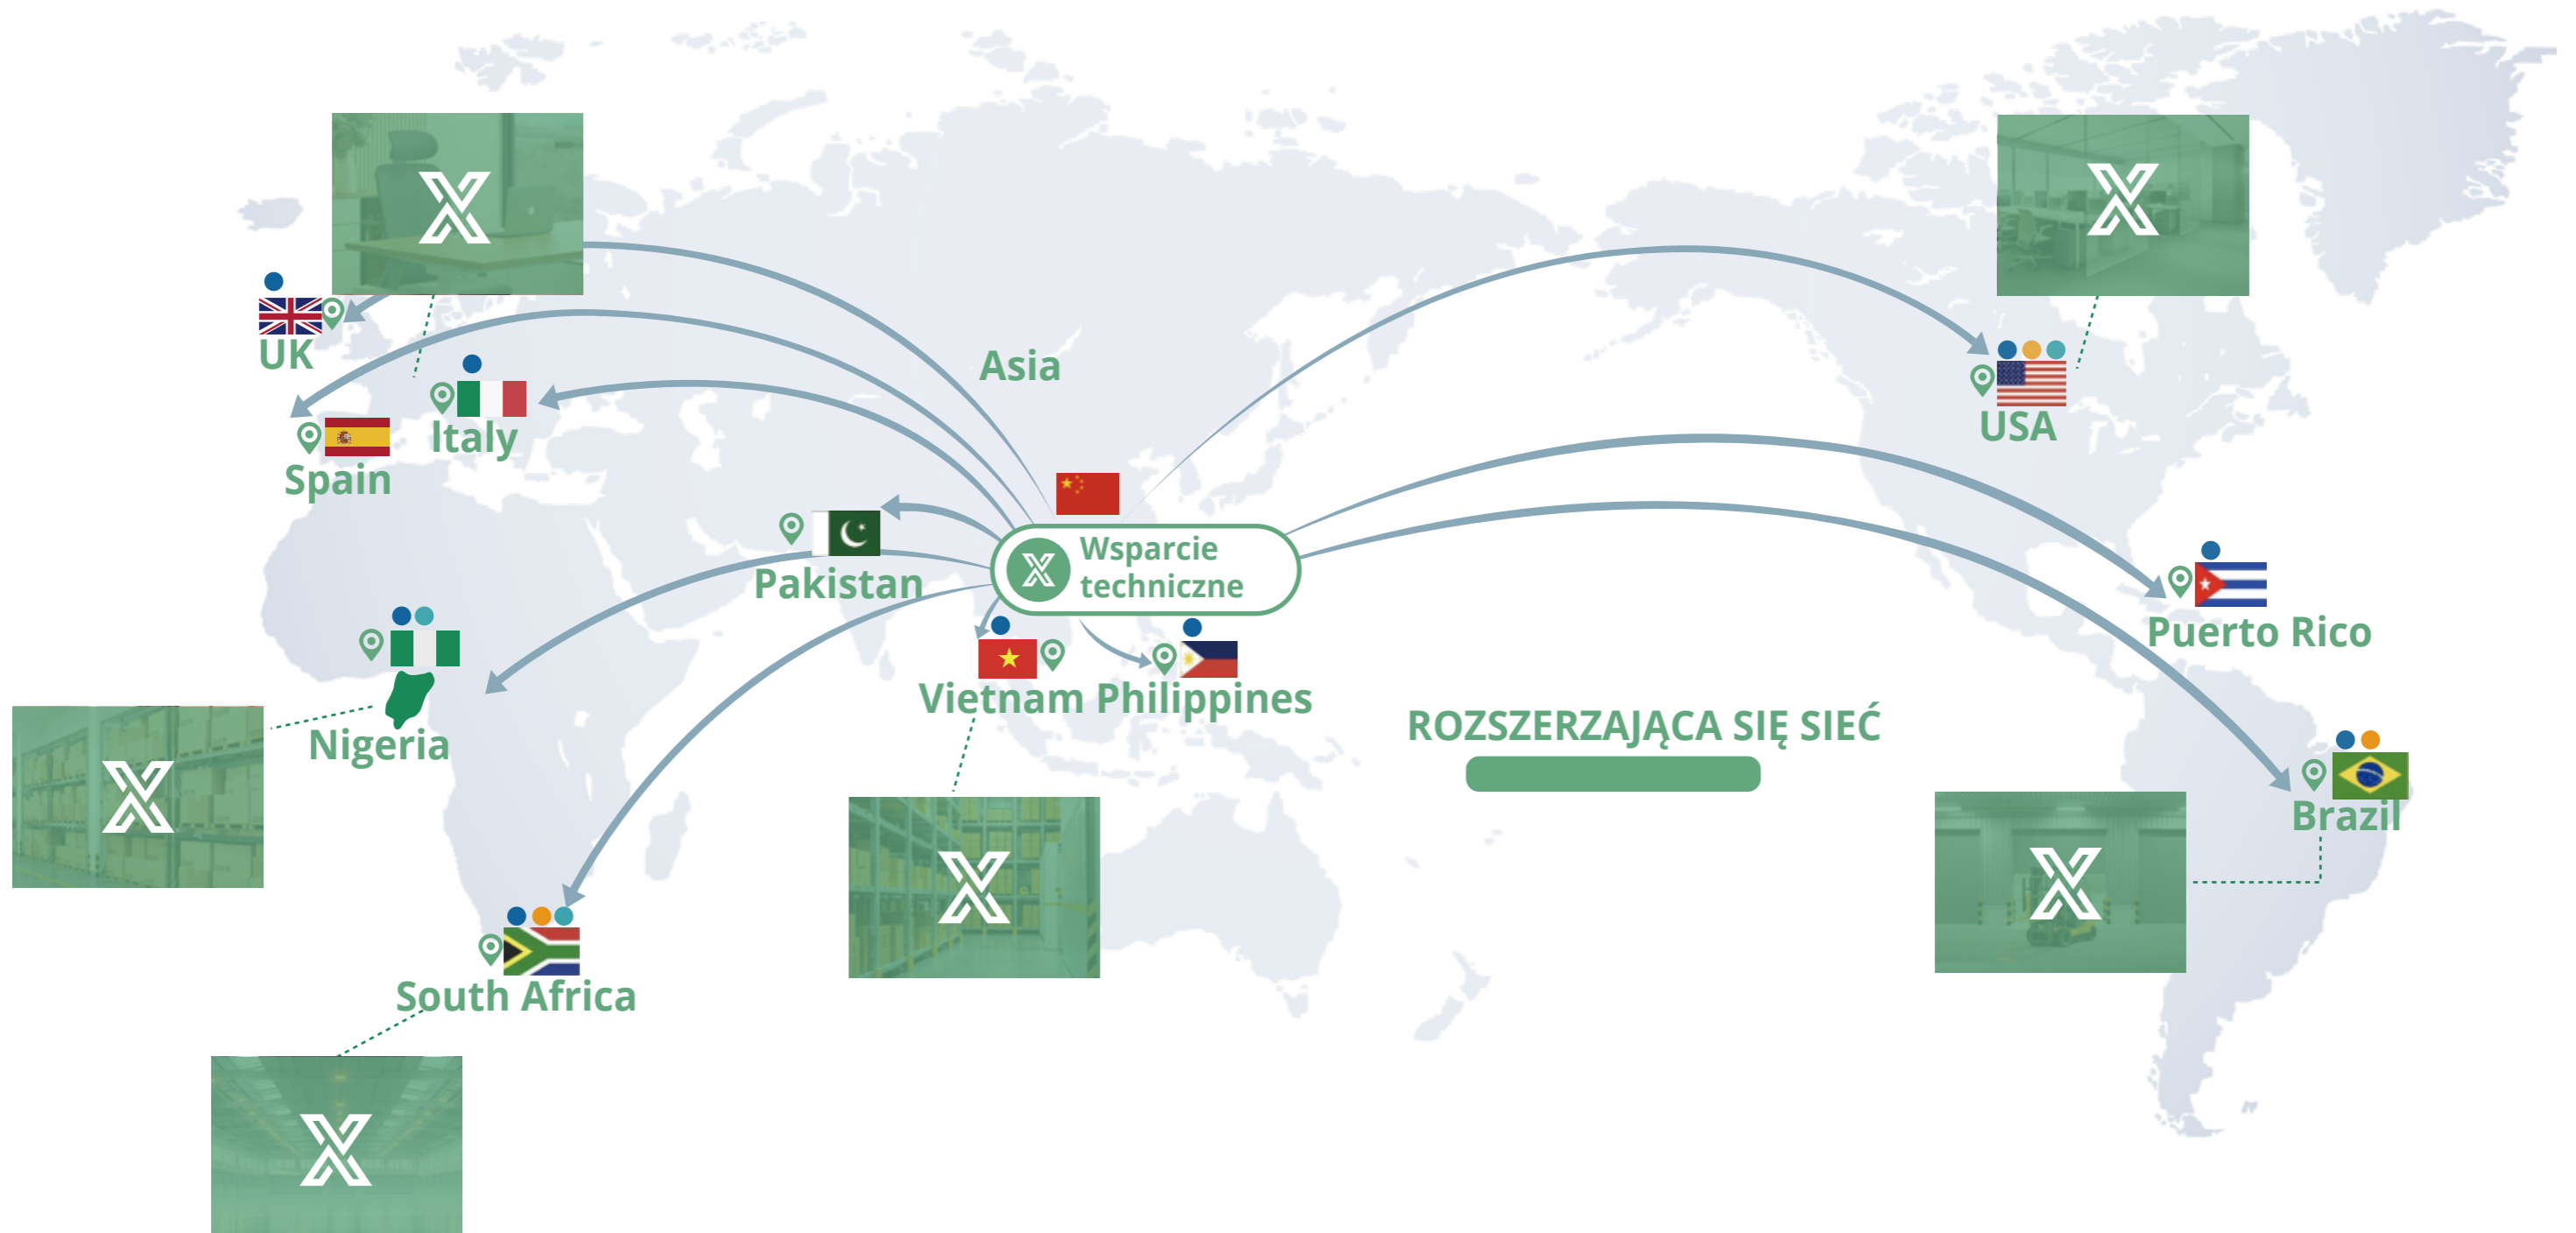 UK
Asia
Italy
USA
Spain
Wsparcie
techniczne
Pakistan
Puerto Rico
Vietnam
Philippines
ROZSZERZAJĄCA SIĘ SIEĆ
Nigeria
Brazil
South Africa